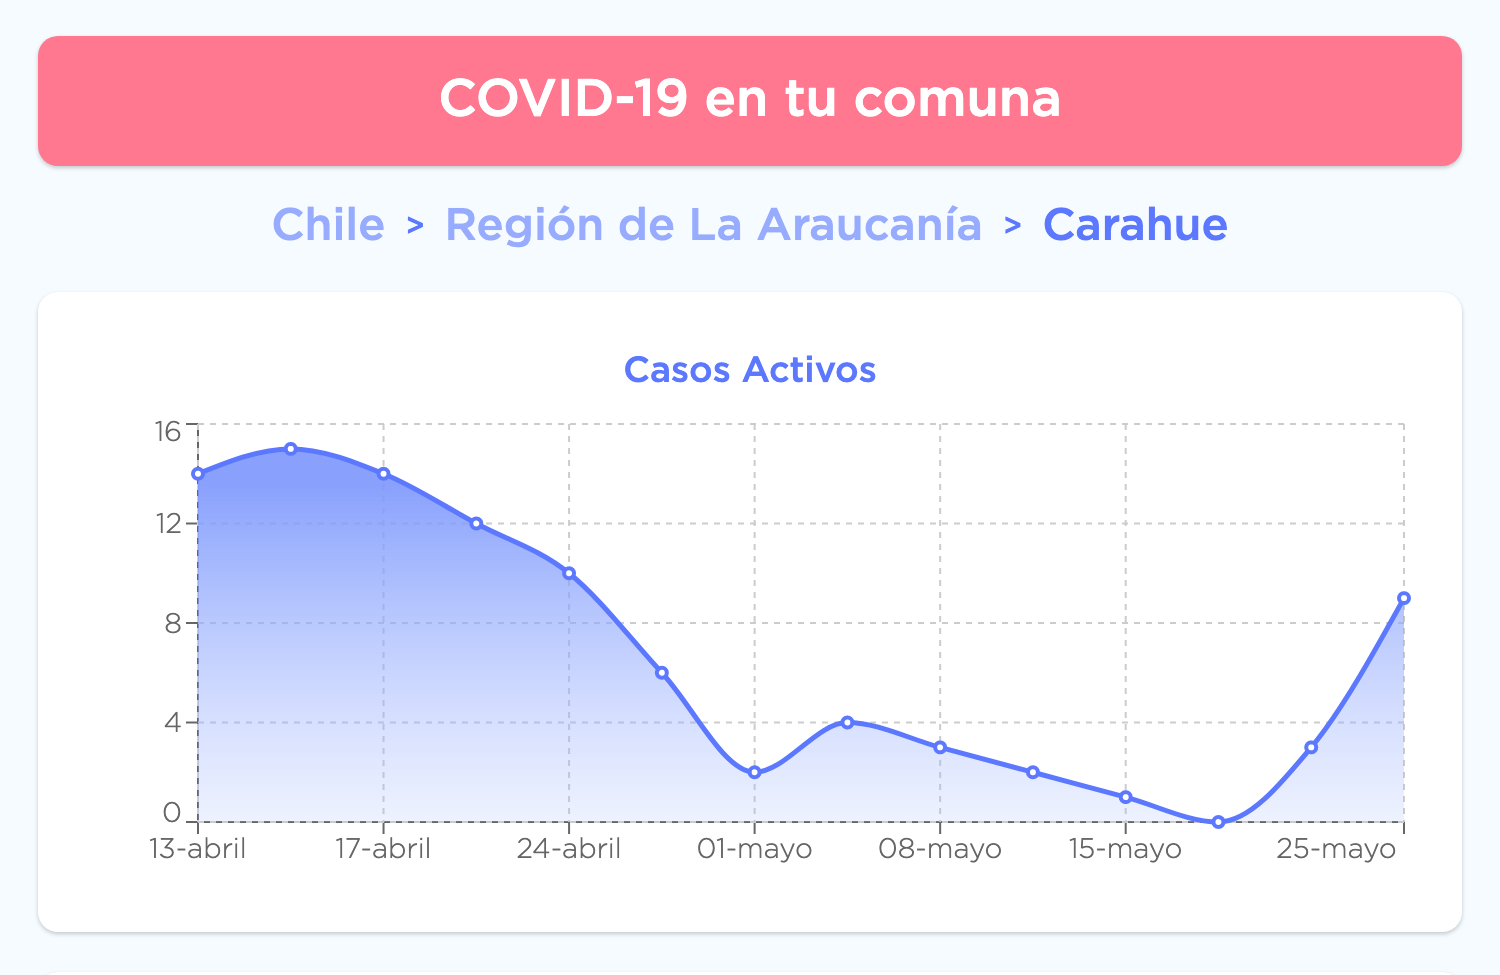 COVID-19 en tu comuna
Chile > Región de La Araucanía > Carahue
Casos Activos
16
12
8
4
0
13-abril 17-abril 24-abril 01-mayo 08-mayo 15-mayo 25-mayo